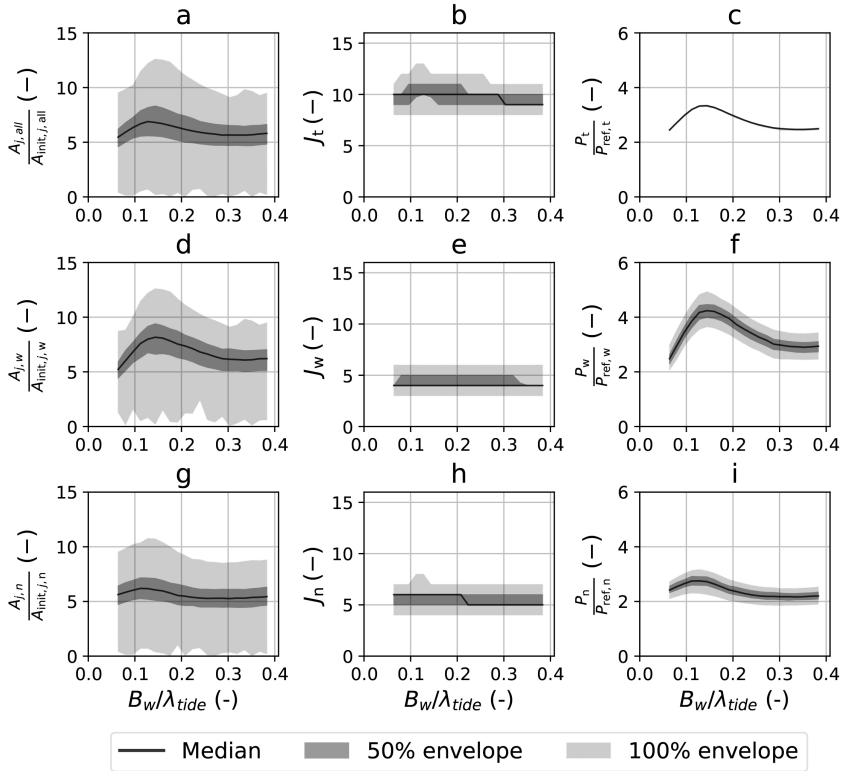 a b c
15 15 6
10 10 4
5 5 2
0 0 0
A_{j,all}/A_{init,j,all} (−) J_t (−) P_t/P_{ref,t} (−)
0.0 0.1 0.2 0.3 0.4 0.0 0.1 0.2 0.3 0.4 0.0 0.1 0.2 0.3 0.4
d e f
15 15 6
10 10 4
5 5 2
0 0 0
A_{j,w}/A_{init,j,w} (−) J_w (−) P_w/P_{ref,w} (−)
0.0 0.1 0.2 0.3 0.4 0.0 0.1 0.2 0.3 0.4 0.0 0.1 0.2 0.3 0.4
g h i
15 15 6
10 10 4
5 5 2
0 0 0
A_{j,n}/A_{init,j,n} (−) J_n (−) P_n/P_{ref,n} (−)
0.0 0.1 0.2 0.3 0.4 0.0 0.1 0.2 0.3 0.4 0.0 0.1 0.2 0.3 0.4
B_w/λ_{tide} (-) B_w/λ_{tide} (-) B_w/λ_{tide} (-)
Median 50% envelope 100% envelope